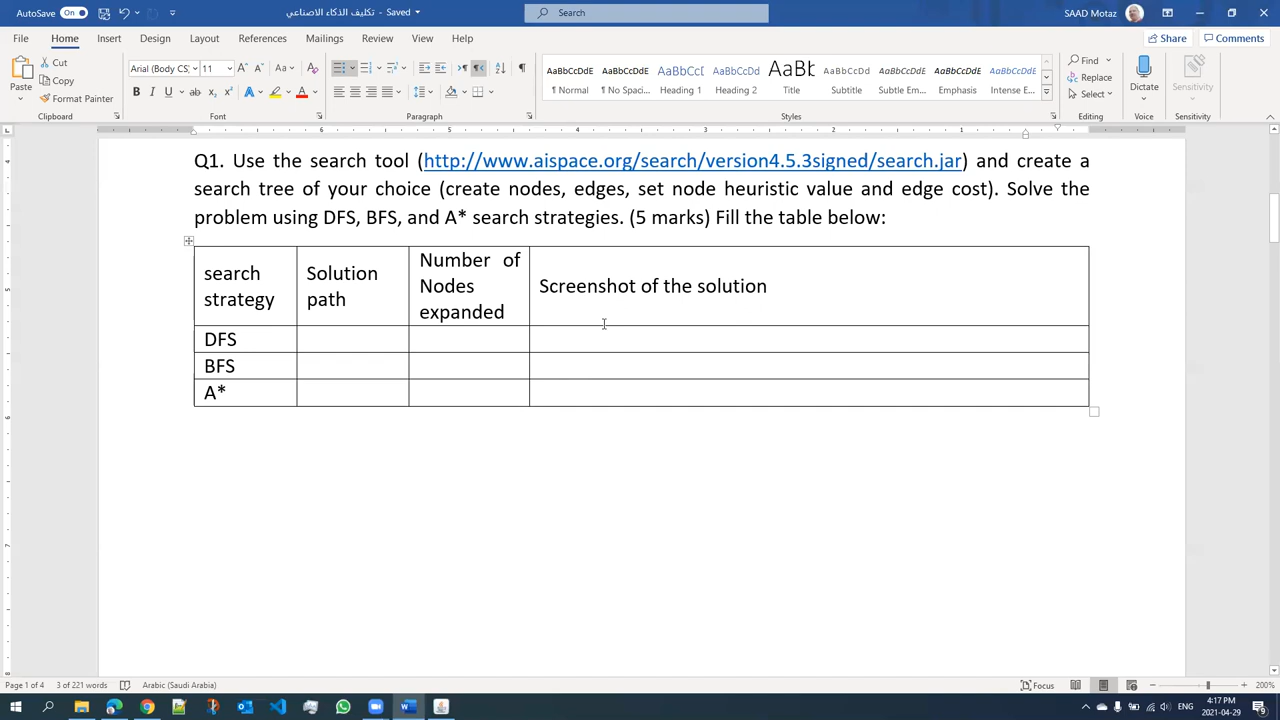 AutoSave On
تكليف الذكاء الاصناعي - Saved
Search
SAAD Motaz
File Home Insert Design Layout References Mailings Review View Help
Share Comments
Paste
Cut
Copy
Format Painter
Clipboard
Arial (Body CS) 11
Font
Paragraph
AaBbCcDdE AaBbCcDdE AaBbCcI AaBbCcDd AaBb AaBbCcDdE AaBbCcDdE AaBbCcDdE AaBbCcDdE
¶ Normal ¶ No Spaci... Heading 1 Heading 2 Title Subtitle Subtle Em... Emphasis Intense E...
Styles
Find
Replace
Select
Editing
Dictate
Voice
Sensitivity
Sensitivity
Q1. Use the search tool (http://www.aispace.org/search/version4.5.3signed/search.jar) and create a
search tree of your choice (create nodes, edges, set node heuristic value and edge cost). Solve the
problem using DFS, BFS, and A* search strategies. (5 marks) Fill the table below:
search strategy
Solution path
Number of Nodes expanded
Screenshot of the solution
DFS
BFS
A*
Page 1 of 4 3 of 221 words Arabic (Saudi Arabia)
Focus
200%
ENG
4:17 PM
2021-04-29